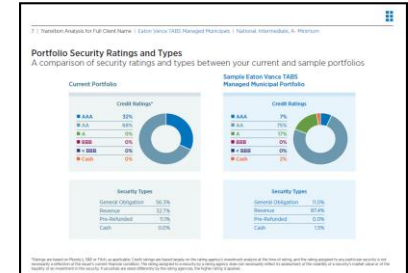 7 | Transition Analysis for Full Client Name | Eaton Vance TABS Managed Municipals | National Intermediate, A- Minimum
Portfolio Security Ratings and Types
A comparison of security ratings and types between your current and sample portfolios
Current Portfolio
Credit Ratings*
AAA 32%
AA 68%
A 0%
BBB 0%
< BBB 0%
Cash 0%
Security Types
General Obligation 56.3%
Revenue 32.7%
Pre-Refunded 11.1%
Cash 0.0%
Sample Eaton Vance TABS
Managed Municipal Portfolio
Credit Ratings
AAA 7%
AA 75%
A 17%
BBB 0%
< BBB 0%
Cash 2%
Security Types
General Obligation 11.0%
Revenue 87.4%
Pre-Refunded 0.0%
Cash 1.5%